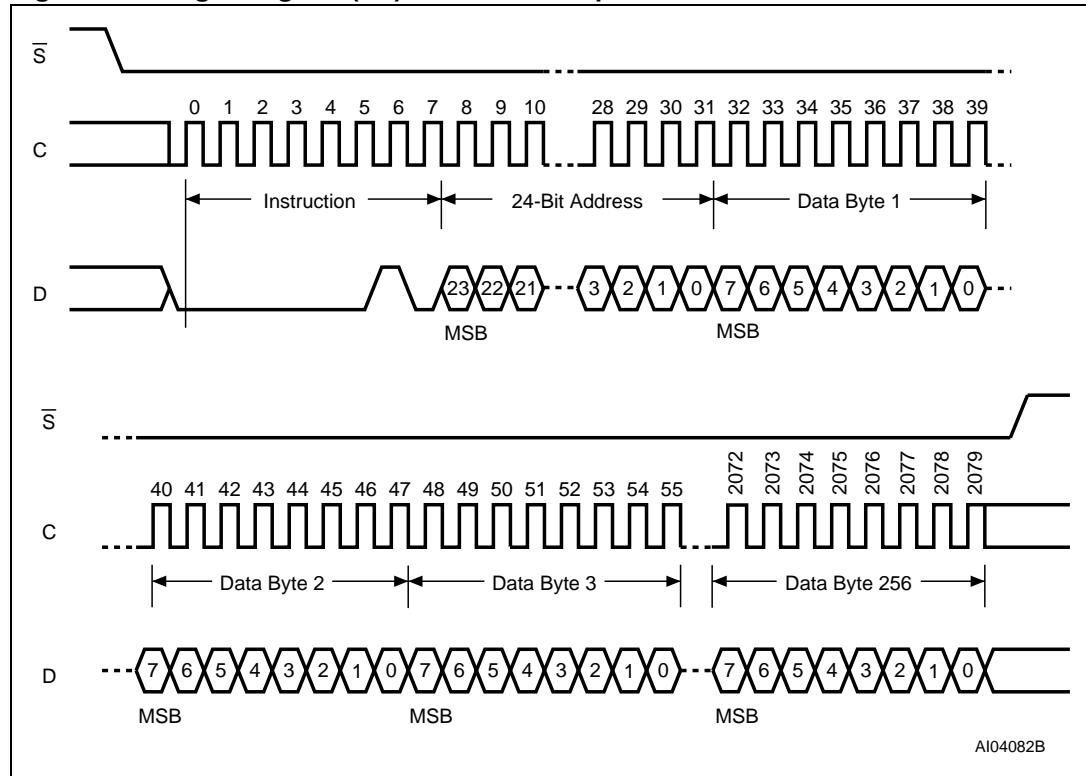 S
0 1 2 3 4 5 6 7 8 9 10 28 29 30 31 32 33 34 35 36 37 38 39
C
Instruction 24-Bit Address Data Byte 1
D 23 22 21 3 2 1 0 7 6 5 4 3 2 1 0
MSB MSB
S
40 41 42 43 44 45 46 47 48 49 50 51 52 53 54 55 2072 2073 2074 2075 2076 2077 2078 2079
C
Data Byte 2 Data Byte 3 Data Byte 256
D 7 6 5 4 3 2 1 0 7 6 5 4 3 2 1 0 7 6 5 4 3 2 1 0
MSB MSB MSB
AI04082B